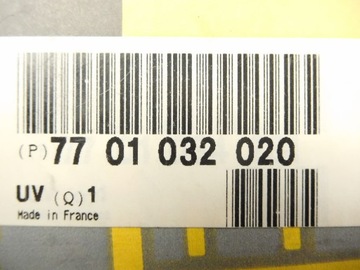 (P) 77 01 032 020
UV (Q) 1
Made in France